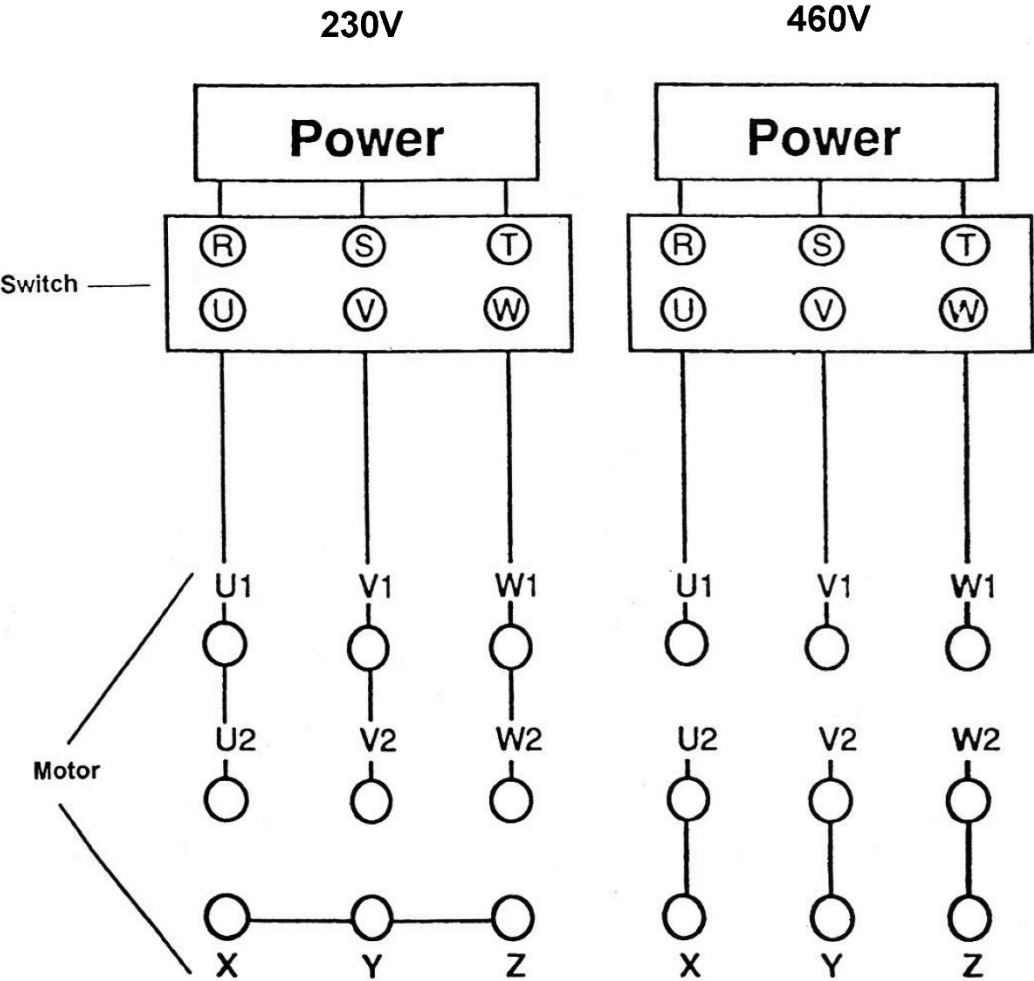 230V 460V
Power Power
R S T R S T
Switch
U V W U V W
U1 V1 W1 U1 V1 W1
U2 V2 W2 U2 V2 W2
Motor
X Y Z X Y Z